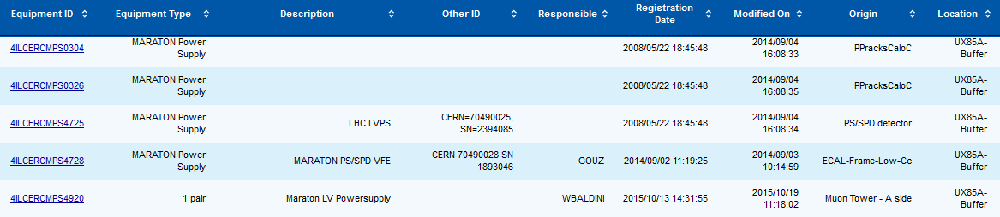 Equipment ID Equipment Type Description Other ID Responsible Registration Date Modified On Origin Location
4ILCERCMPS0304 MARATON Power Supply 2008/05/22 18:45:48 2014/09/04 16:08:33 PPracksCaloC UX85A-Buffer
4ILCERCMPS0326 MARATON Power Supply 2008/05/22 18:45:48 2014/09/04 16:08:35 PPracksCaloC UX85A-Buffer
4ILCERCMPS4725 MARATON Power Supply LHC LVPS CERN=70490025, SN=2394085 2008/05/22 18:45:48 2014/09/04 16:08:34 PS/SPD detector UX85A-Buffer
4ILCERCMPS4728 MARATON Power Supply MARATON PS/SPD VFE CERN 70490028 SN 1893046 GOUZ 2014/09/02 11:19:25 2014/09/03 10:14:59 ECAL-Frame-Low-Cc UX85A-Buffer
4ILCERCMPS4920 1 pair Maraton LV Powersupply WBALDINI 2015/10/13 14:31:55 2015/10/19 11:18:02 Muon Tower - A side UX85A-Buffer